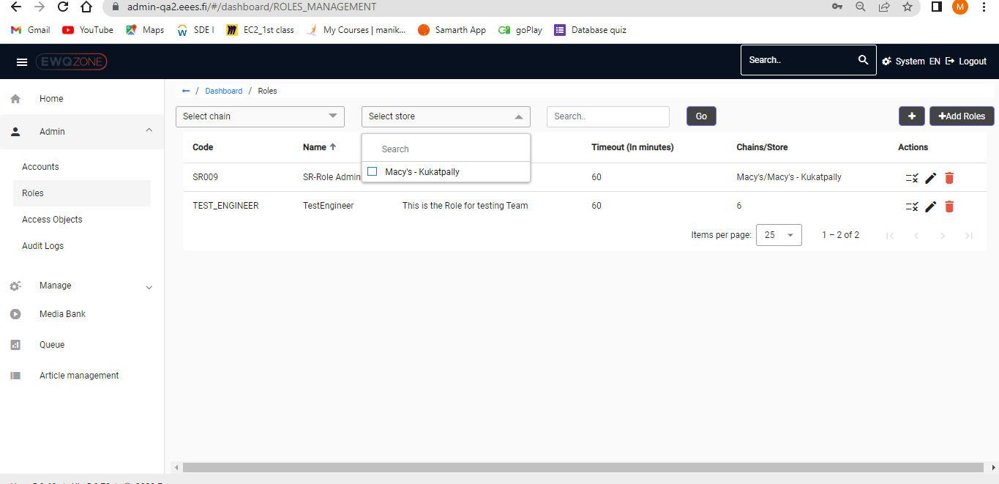 admin-qa2.eees.fi/#/dashboard/ROLES_MANAGEMENT
M
Gmail YouTube Maps SDE I EC2_1st class My Courses | manik... Samarth App goPlay Database quiz
EWQZONE Search.. System EN Logout
← / Dashboard / Roles
Home
Admin
Accounts
Roles
Access Objects
Audit Logs
Manage
Media Bank
Queue
Article management
Select chain Select store Search.. Go + +Add Roles
Search
Macy's - Kukatpally
Code Name Timeout (In minutes) Chains/Store Actions
SR009 SR-Role Admin 60 Macy's/Macy's - Kukatpally
TEST_ENGINEER TestEngineer This is the Role for testing Team 60 6
Items per page: 25 1 – 2 of 2